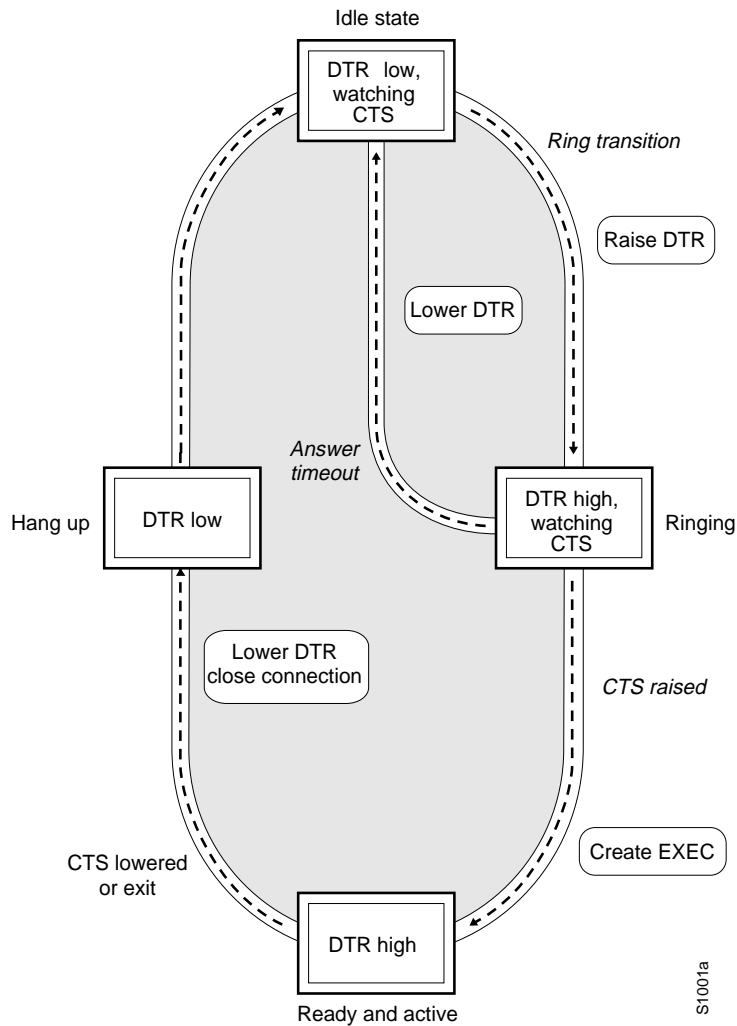 Idle state
DTR low,
watching
CTS
Ring transition
Raise DTR
Lower DTR
Answer
timeout
Hang up
DTR low
DTR high,
watching
CTS
Ringing
Lower DTR
close connection
CTS raised
CTS lowered
or exit
Create EXEC
DTR high
Ready and active
S1001a